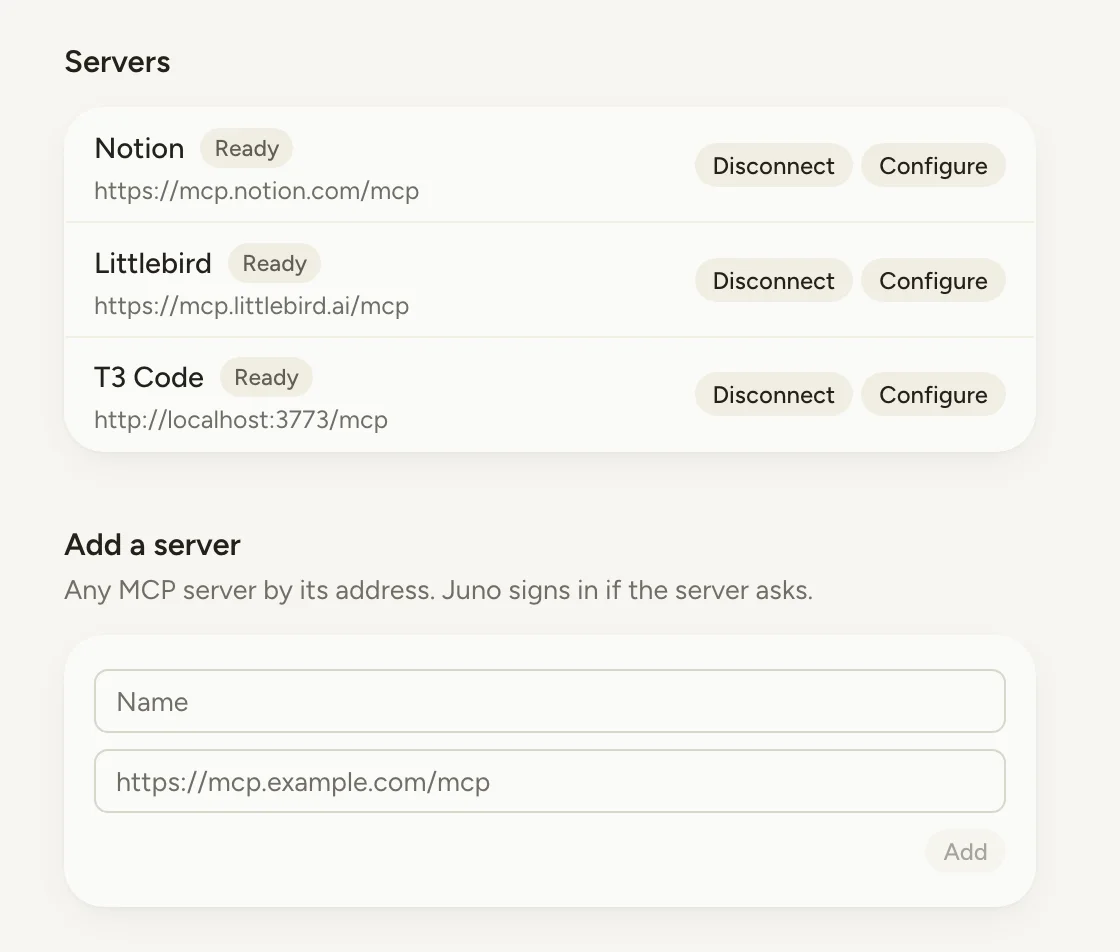 Servers
Notion Ready
https://mcp.notion.com/mcp
Disconnect Configure
Littlebird Ready
https://mcp.littlebird.ai/mcp
Disconnect Configure
T3 Code Ready
http://localhost:3773/mcp
Disconnect Configure
Add a server
Any MCP server by its address. Juno signs in if the server asks.
Name
https://mcp.example.com/mcp
Add